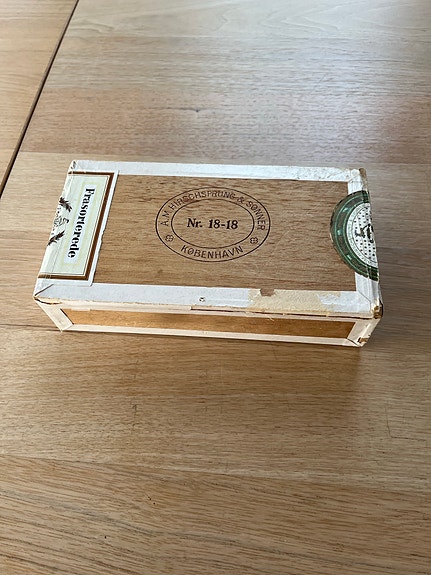 Frasorterede
A. M. HIRSCHSPRUNG & SØNNER
Nr. 18-18
KØBENHAVN